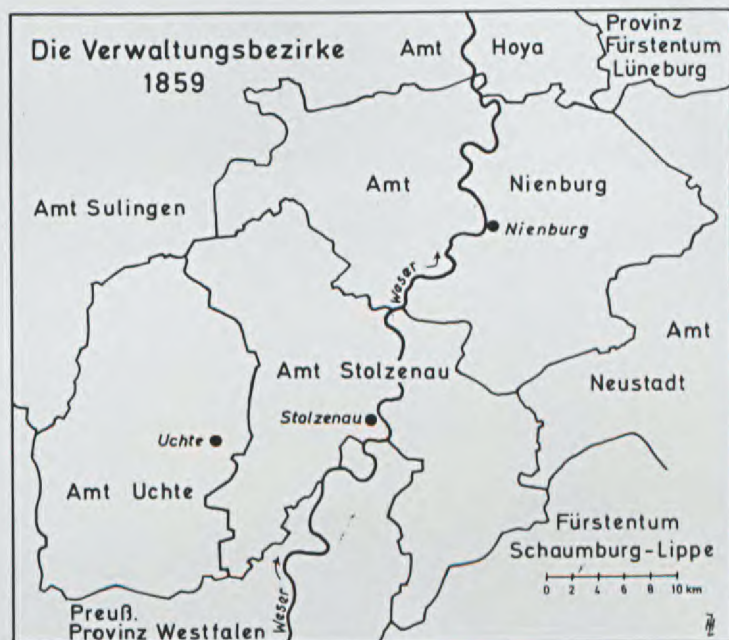 Die Verwaltungsbezirke
1859
Amt Hoya
Provinz
Fürstentum
Lüneburg
Amt Sulingen
Amt Nienburg
Nienburg
Weser
Amt
Neustadt
Amt Stolzenau
Stolzenau
Uchte
Amt Uchte
Fürstentum
Schaumburg-Lippe
0 2 4 6 8 10 km
Preuß.
Provinz Westfalen
Weser